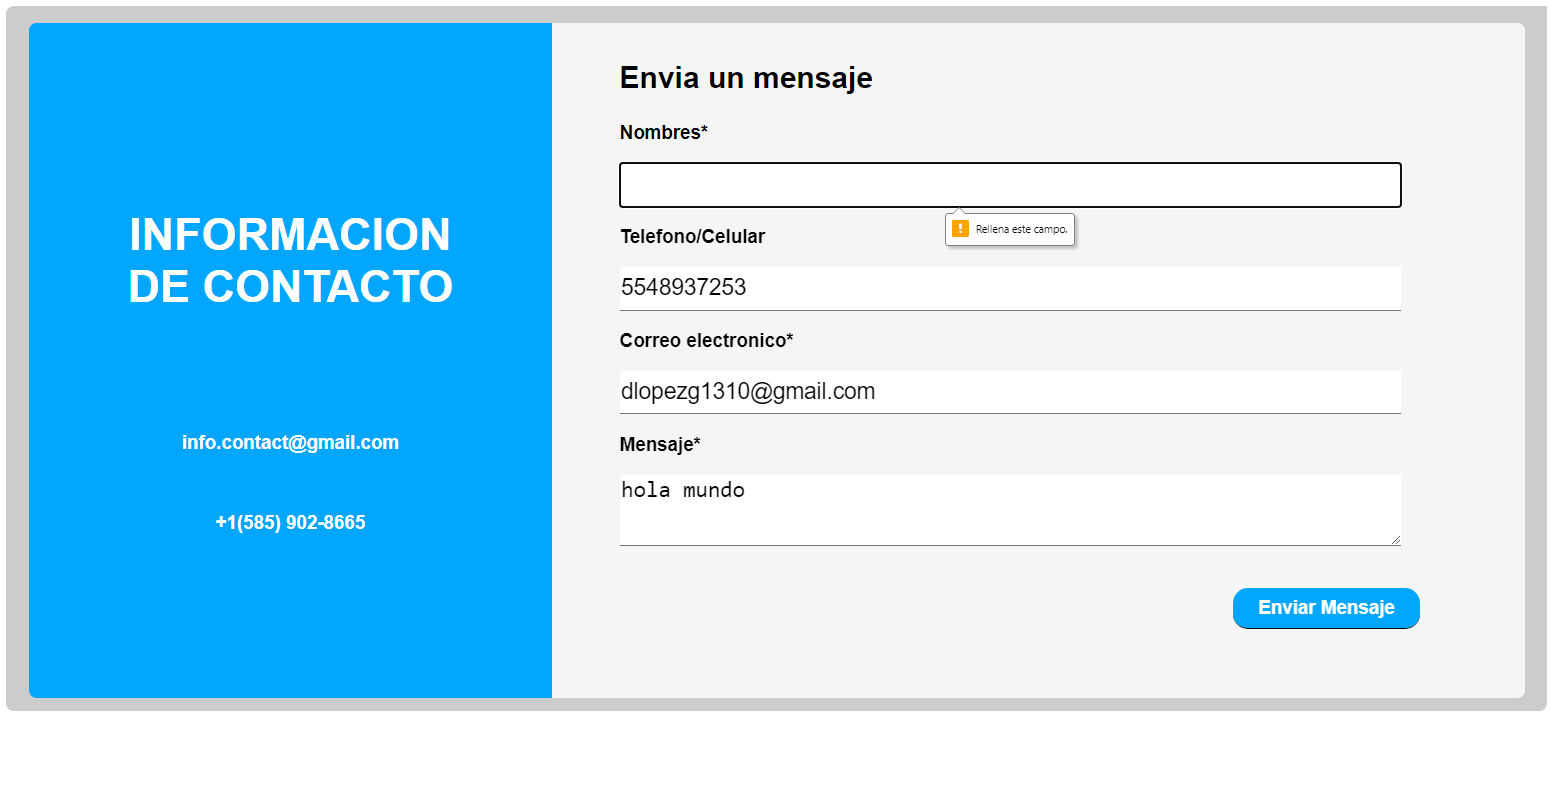 INFORMACION
DE CONTACTO
info.contact@gmail.com
+1(585) 902-8665
Envia un mensaje
Nombres*
Rellena este campo.
Telefono/Celular
5548937253
Correo electronico*
dlopezg1310@gmail.com
Mensaje*
hola mundo
Enviar Mensaje